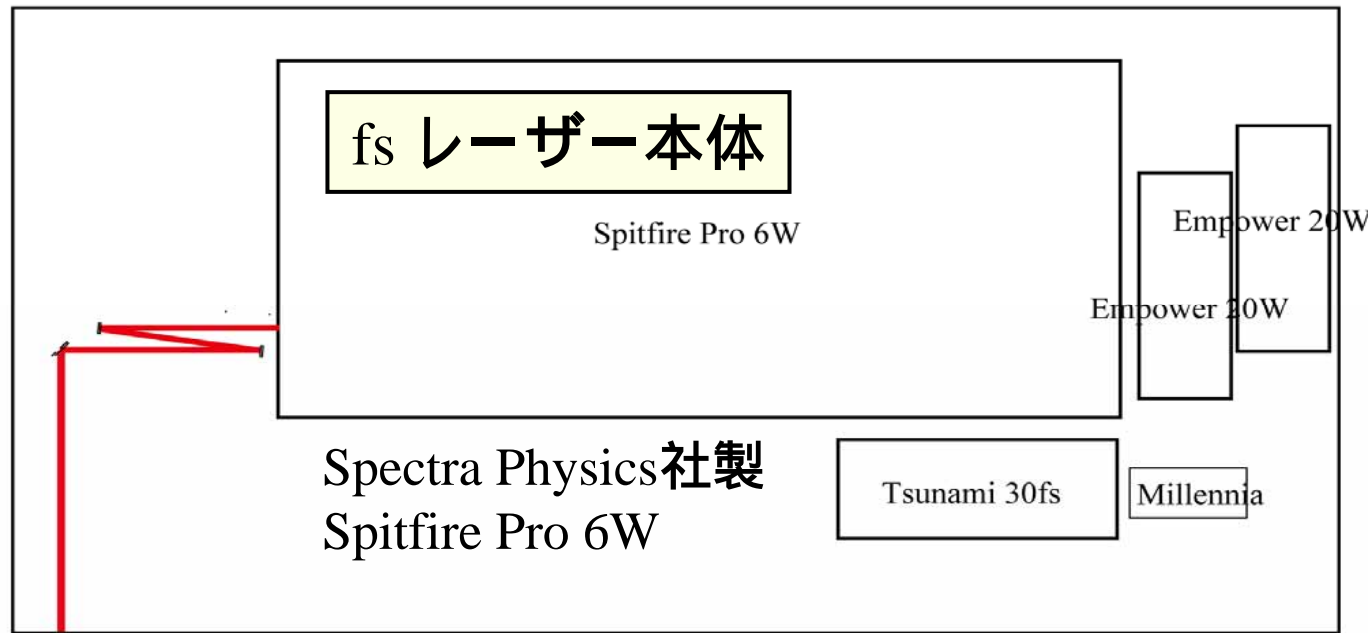 fs レーザー本体
Spitfire Pro 6W
Empower 20W
Empower 20W
Spectra Physics社製
Spitfire Pro 6W
Tsunami 30fs
Millennia